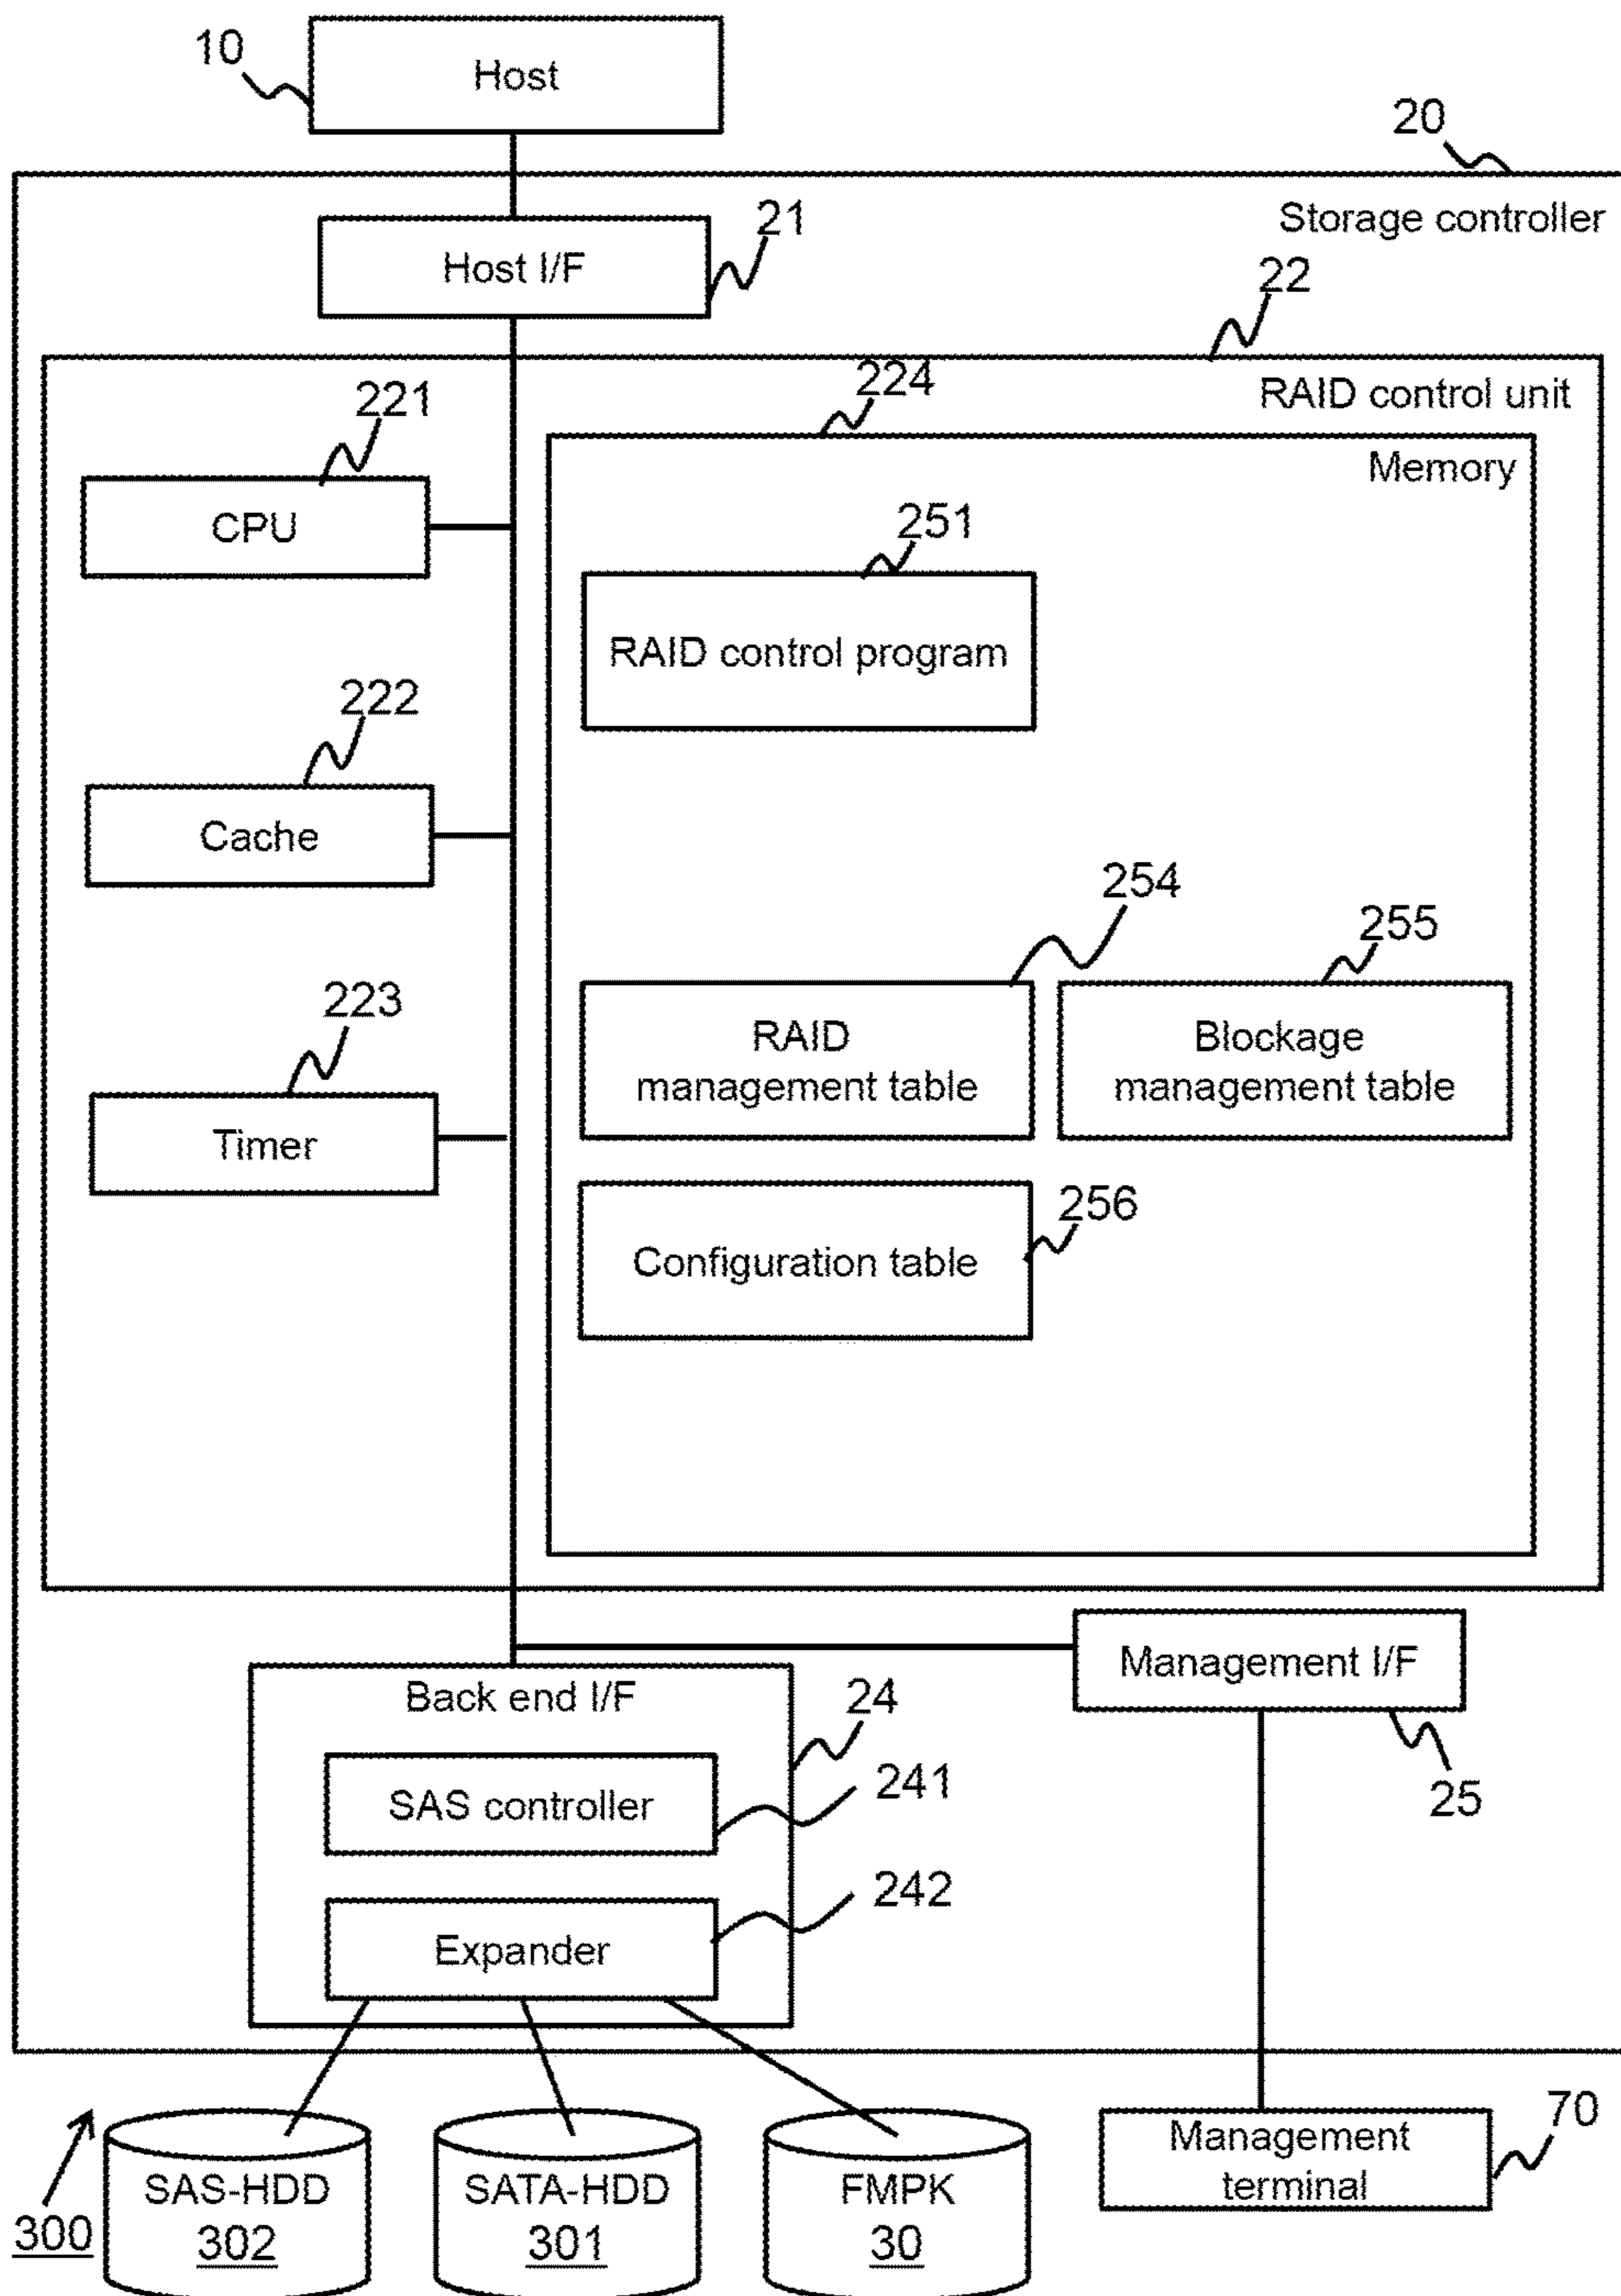 10
Host
20
Storage controller
21
Host I/F
22
RAID control unit
224
Memory
221
CPU
251
RAID control program
222
Cache
254
255
223
RAID
management table
Blockage
management table
Timer
256
Configuration table
Management I/F
25
Back end I/F
24
SAS controller
241
242
Expander
70
Management
terminal
300
SAS-HDD
302
SATA-HDD
301
FMPK
30